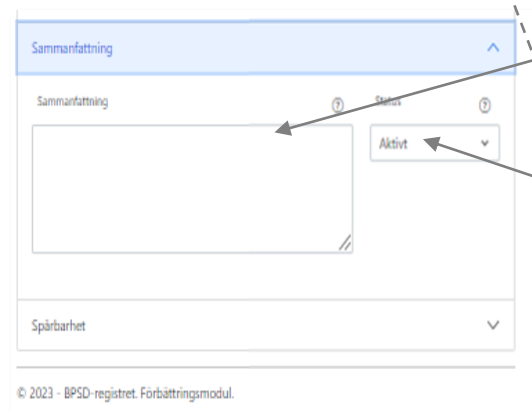 Sammanfattning
Sammanfattning
Status
Aktivt
Spårbarhet
© 2023 - BPSD-registret. Förbättringsmodul.